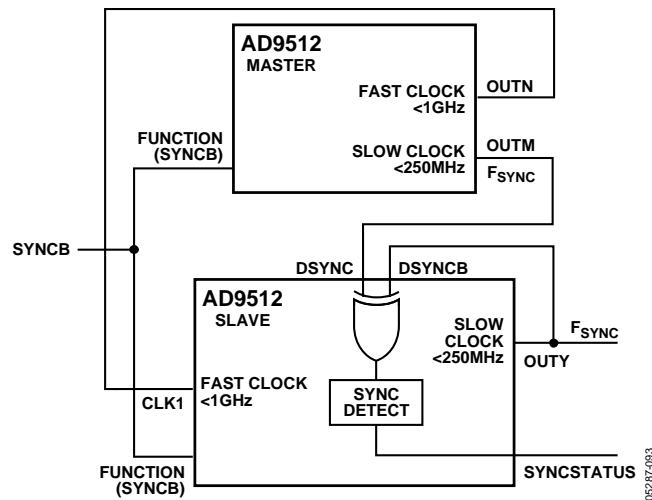 AD9512
MASTER
FAST CLOCK
<1GHz
OUTN
FUNCTION
(SYNCB)
SLOW CLOCK
<250MHz
OUTM
FSYNC
SYNCB
DSYNC
DSYNCB
AD9512
SLAVE
SLOW
CLOCK
<250MHz
FSYNC
OUTY
FAST CLOCK
<1GHz
CLK1
SYNC
DETECT
FUNCTION
(SYNCB)
SYNCSTATUS
05287-093